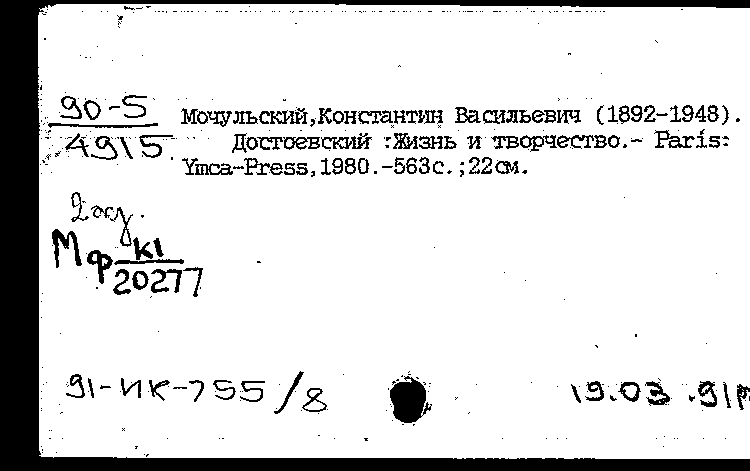 90-5
4915
Мочульский,Константин Васильевич (1892-1948).
Достоевский :Жизнь и творчество.- Paris:
Ymca-Press,1980.-563с.;22см.
Мф К1
20277
91-ИК-755/8
19.03.91р